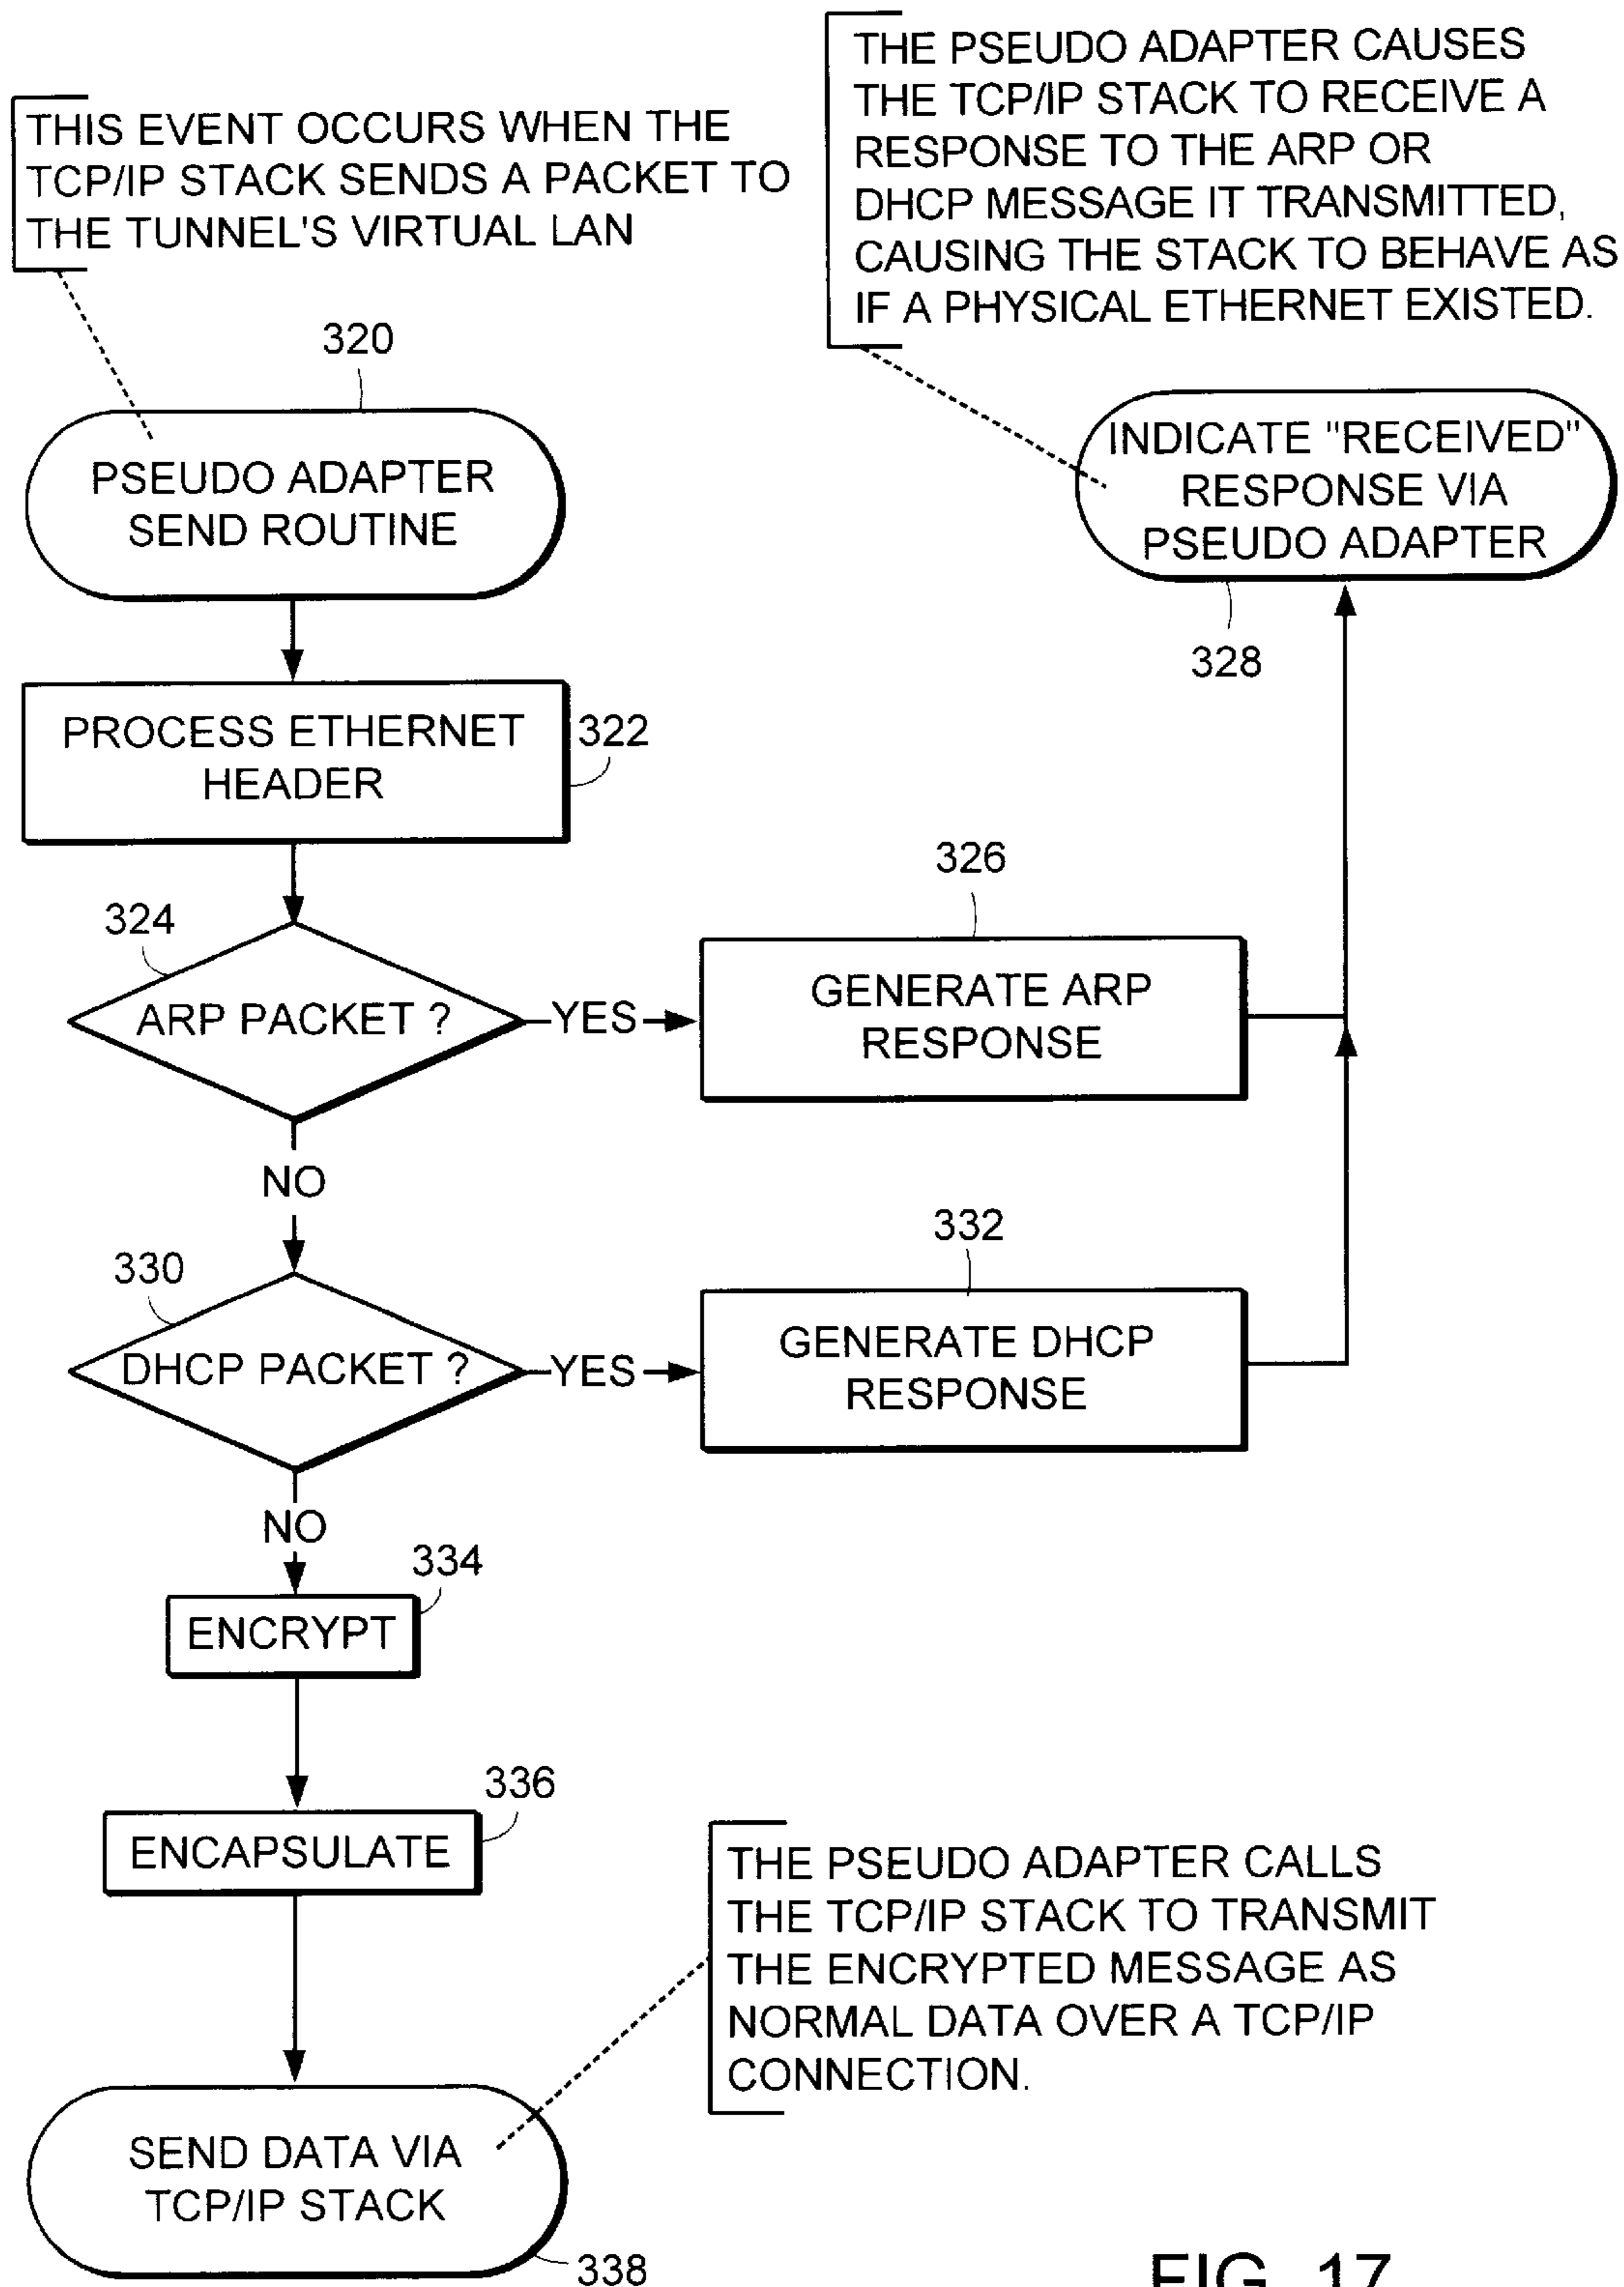 THIS EVENT OCCURS WHEN THE
TCP/IP STACK SENDS A PACKET TO
THE TUNNEL'S VIRTUAL LAN
THE PSEUDO ADAPTER CAUSES
THE TCP/IP STACK TO RECEIVE A
RESPONSE TO THE ARP OR
DHCP MESSAGE IT TRANSMITTED,
CAUSING THE STACK TO BEHAVE AS
IF A PHYSICAL ETHERNET EXISTED.
320
PSEUDO ADAPTER
SEND ROUTINE
INDICATE "RECEIVED"
RESPONSE VIA
PSEUDO ADAPTER
328
PROCESS ETHERNET
HEADER
322
324
ARP PACKET ?
YES
326
GENERATE ARP
RESPONSE
NO
330
DHCP PACKET ?
YES
332
GENERATE DHCP
RESPONSE
NO
334
ENCRYPT
336
ENCAPSULATE
THE PSEUDO ADAPTER CALLS
THE TCP/IP STACK TO TRANSMIT
THE ENCRYPTED MESSAGE AS
NORMAL DATA OVER A TCP/IP
CONNECTION.
SEND DATA VIA
TCP/IP STACK
338
FIG. 17